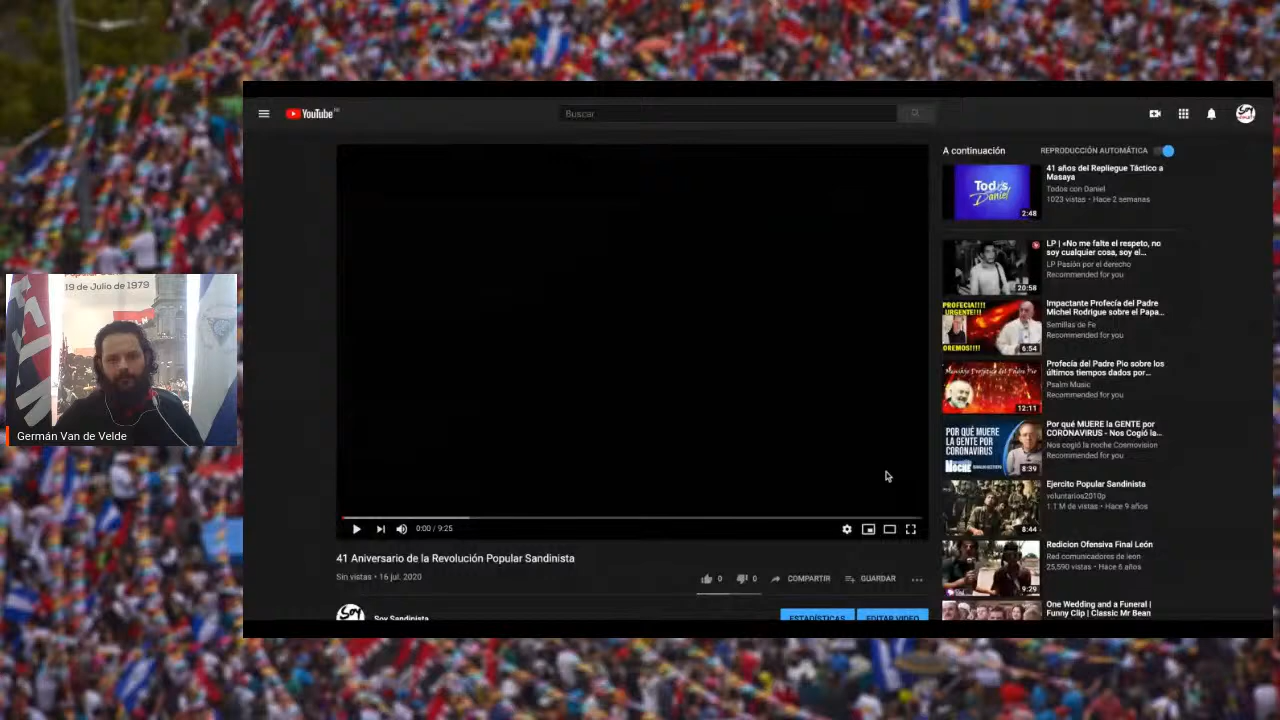 YouTube
Buscar
A continuación
REPRODUCCIÓN AUTOMÁTICA
Todos
Daniel
2:48
41 años del Repliegue Táctico a
Masaya
Todos con Daniel
1023 vistas • Hace 2 semanas
20:58
LP | «No me falte el respeto, no
soy cualquier cosa, soy el...
LP Pasión por el derecho
Recommended for you
PROFECIA!!!!
URGENTE!!!
OREMOS!!!!
6:54
Impactante Profecía del Padre
Michel Rodrigue sobre el Papa...
Semillas de Fe
Recommended for you
12:11
Profecía del Padre Pio sobre los
últimos tiempos dados por...
Psalm Music
Recommended for you
POR QUÉ MUERE
LA GENTE POR
CORONAVIRUS
NOCHE
8:39
Por qué MUERE la GENTE por
CORONAVIRUS - Nos Cogió la...
Nos cogió la noche Cosmovision
Recommended for you
8:44
Ejercito Popular Sandinista
voluntarios2010p
1.1 M de vistas • Hace 9 años
9:29
Redicion Ofensiva Final León
Red comunicadores de leon
25,590 vistas • Hace 6 años
One Wedding and a Funeral |
Funny Clip | Classic Mr Bean
19 de Julio de 1979
Germán Van de Velde
0:00 / 9:25
41 Aniversario de la Revolución Popular Sandinista
Sin vistas • 16 jul. 2020
0
0
COMPARTIR
GUARDAR
Soy
Soy Sandinista
ESTADÍSTICAS
EDITAR VIDEO